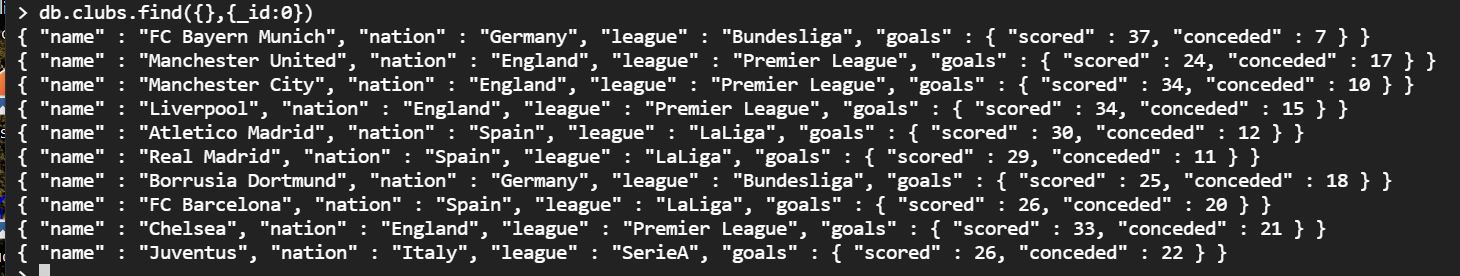 > db.clubs.find({},{_id:0})
{ "name" : "FC Bayern Munich", "nation" : "Germany", "league" : "Bundesliga", "goals" : { "scored" : 37, "conceded" : 7 } }
{ "name" : "Manchester United", "nation" : "England", "league" : "Premier League", "goals" : { "scored" : 24, "conceded" : 17 } }
{ "name" : "Manchester City", "nation" : "England", "league" : "Premier League", "goals" : { "scored" : 34, "conceded" : 10 } }
{ "name" : "Liverpool", "nation" : "England", "league" : "Premier League", "goals" : { "scored" : 34, "conceded" : 15 } }
{ "name" : "Atletico Madrid", "nation" : "Spain", "league" : "LaLiga", "goals" : { "scored" : 30, "conceded" : 12 } }
{ "name" : "Real Madrid", "nation" : "Spain", "league" : "LaLiga", "goals" : { "scored" : 29, "conceded" : 11 } }
{ "name" : "Borrusia Dortmund", "nation" : "Germany", "league" : "Bundesliga", "goals" : { "scored" : 25, "conceded" : 18 } }
{ "name" : "FC Barcelona", "nation" : "Spain", "league" : "LaLiga", "goals" : { "scored" : 26, "conceded" : 20 } }
{ "name" : "Chelsea", "nation" : "England", "league" : "Premier League", "goals" : { "scored" : 33, "conceded" : 21 } }
{ "name" : "Juventus", "nation" : "Italy", "league" : "SerieA", "goals" : { "scored" : 26, "conceded" : 22 } }